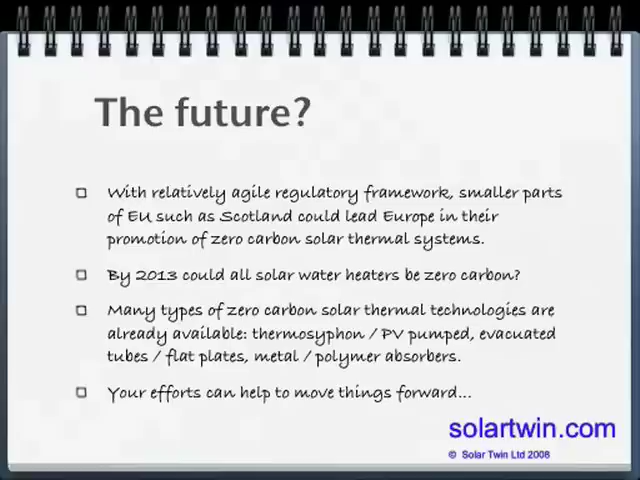 The future?
With relatively agile regulatory framework, smaller parts
of EU such as Scotland could lead Europe in their
promotion of zero carbon solar thermal systems.
By 2013 could all solar water heaters be zero carbon?
Many types of zero carbon solar thermal technologies are
already available: thermosyphon / PV pumped, evacuated
tubes / flat plates, metal / polymer absorbers.
Your efforts can help to move things forward...
solartwin.com
© Solar Twin Ltd 2008